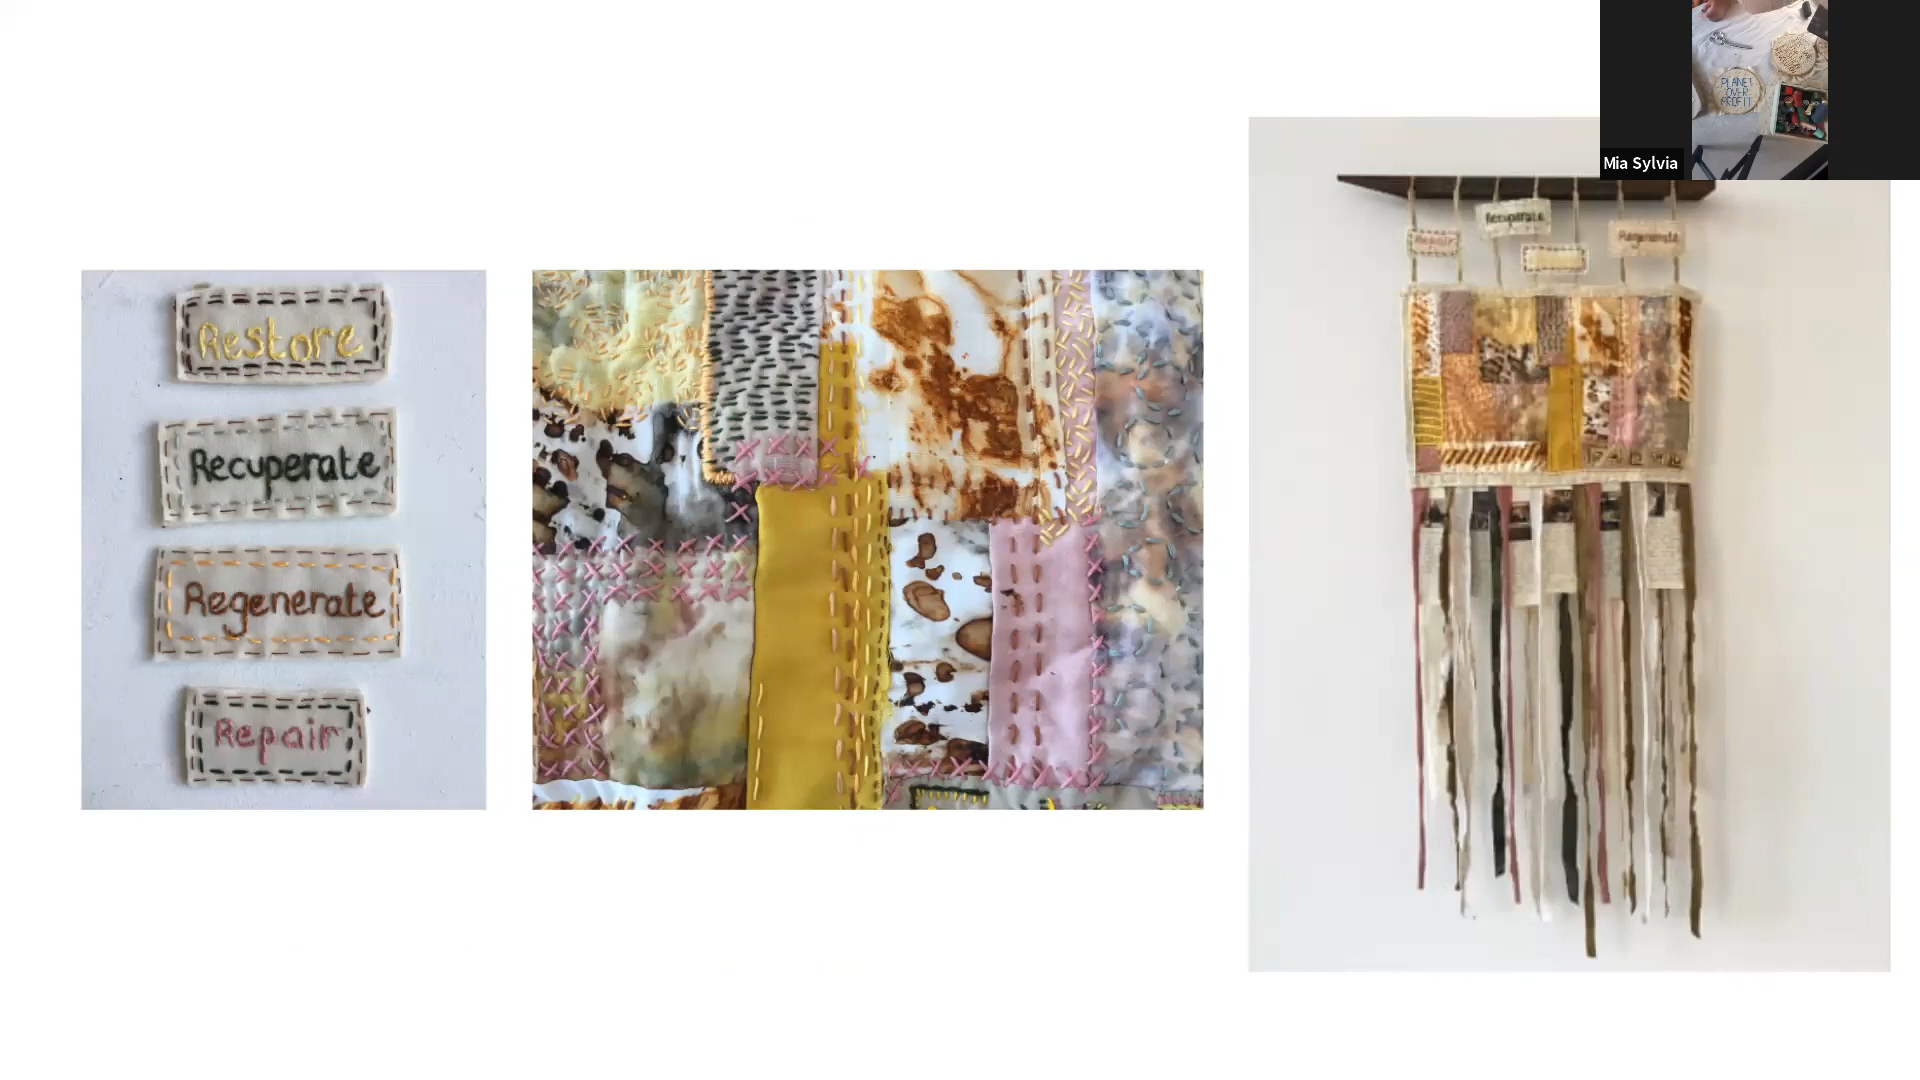 Restore
Recuperate
Regenerate
Repair
Recuperate
Repair
Regenerate
PLANET
OVER
PROFIT
Mia Sylvia